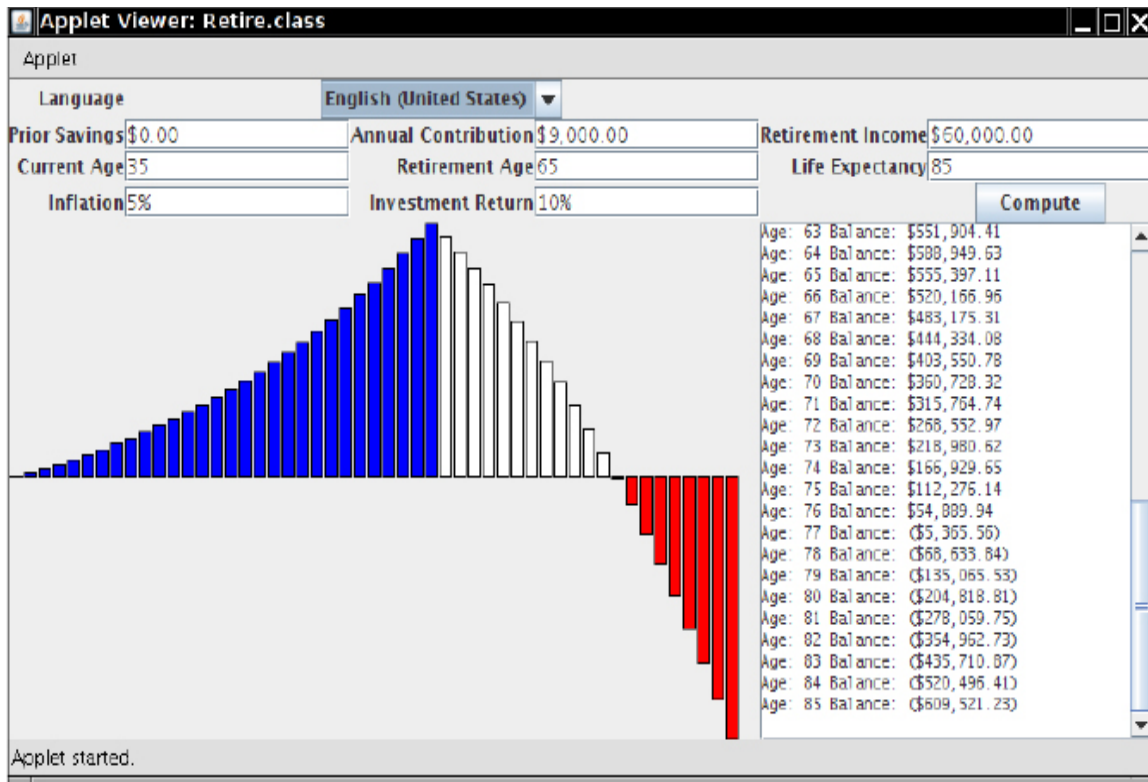 Applet Viewer: Retire.class
Applet
Language English (United States)
Prior Savings $0.00 Annual Contribution $9,000.00 Retirement Income $60,000.00
Current Age 35 Retirement Age 65 Life Expectancy 85
Inflation 5% Investment Return 10% Compute
Age: 63 Balance: $551,904.41
Age: 64 Balance: $588,949.63
Age: 65 Balance: $555,397.11
Age: 66 Balance: $520,166.96
Age: 67 Balance: $483,175.31
Age: 68 Balance: $444,334.08
Age: 69 Balance: $403,550.78
Age: 70 Balance: $360,728.32
Age: 71 Balance: $315,764.74
Age: 72 Balance: $268,552.97
Age: 73 Balance: $218,980.62
Age: 74 Balance: $166,929.65
Age: 75 Balance: $112,276.14
Age: 76 Balance: $54,889.94
Age: 77 Balance: ($5,365.56)
Age: 78 Balance: ($68,633.84)
Age: 79 Balance: ($135,065.53)
Age: 80 Balance: ($204,818.81)
Age: 81 Balance: ($278,059.75)
Age: 82 Balance: ($354,962.73)
Age: 83 Balance: ($435,710.87)
Age: 84 Balance: ($520,496.41)
Age: 85 Balance: ($609,521.23)
Applet started.